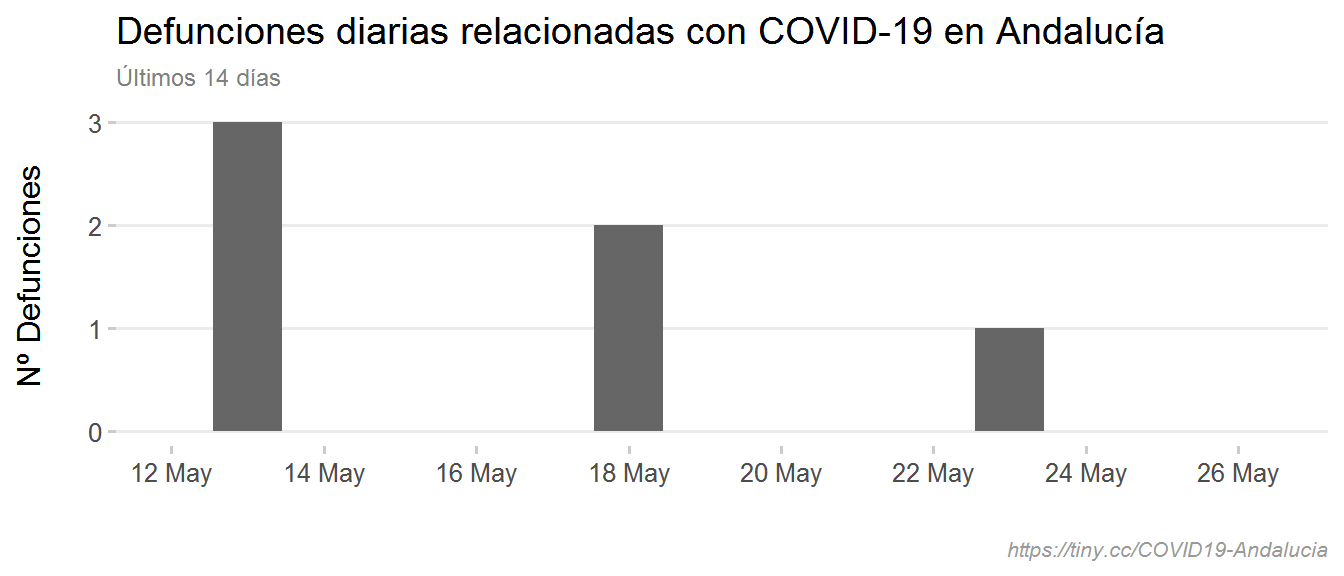 Defunciones diarias relacionadas con COVID-19 en Andalucía
Últimos 14 días
Nº Defunciones
3
2
1
0
12 May 14 May 16 May 18 May 20 May 22 May 24 May 26 May
https://tiny.cc/COVID19-Andalucia